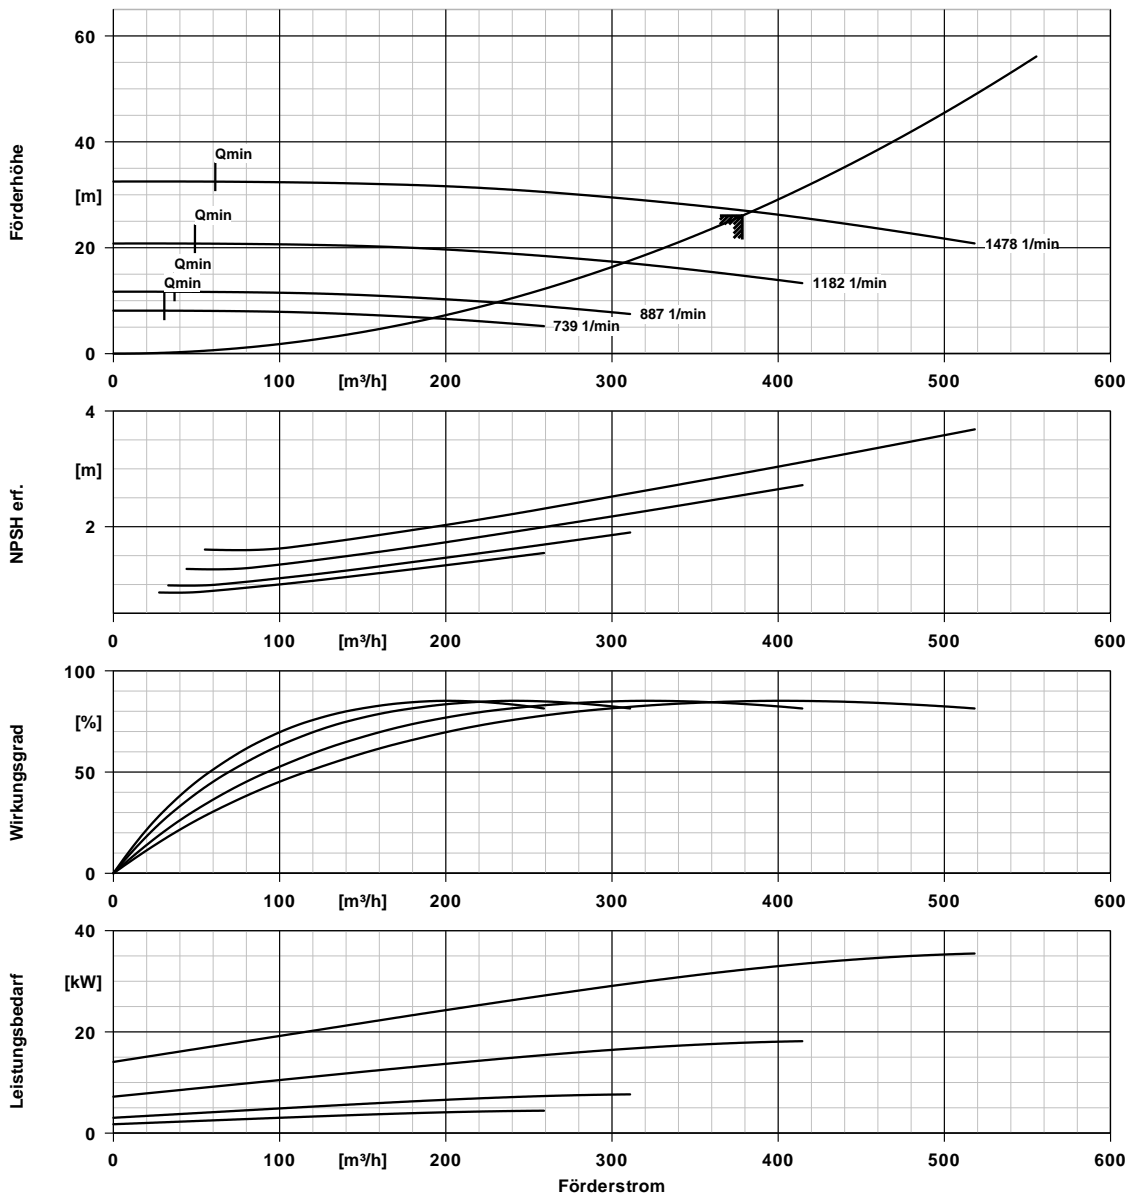 Förderhöhe
60
40
[m]
20
0
Qmin
Qmin
Qmin
Qmin
1478 1/min
1182 1/min
887 1/min
739 1/min
0 100 [m³/h] 200 300 400 500 600
NPSH erf.
4
[m]
2
0 100 [m³/h] 200 300 400 500 600
Wirkungsgrad
100
[%]
50
0
0 100 [m³/h] 200 300 400 500 600
Leistungsbedarf
40
[kW]
20
0
0 100 [m³/h] 200 300 400 500 600
Förderstrom